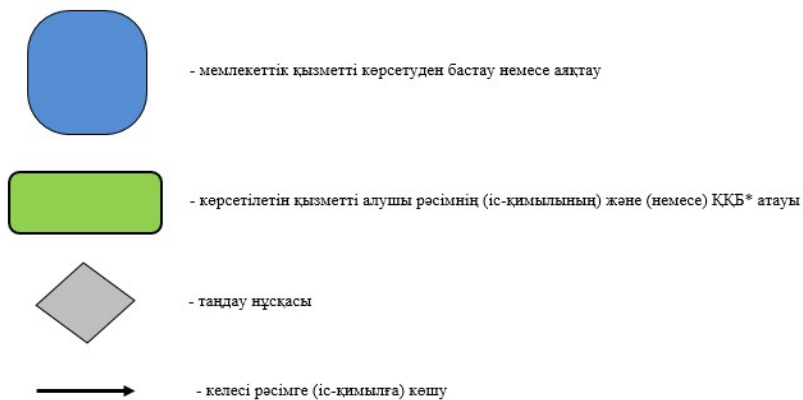 - мемлекеттік қызметті көрсетуден бастау немесе аяқтау
- көрсетілетін қызметті алушы рәсімнің (іс-қимылының) және (немесе) ҚҚБ* атауы
- таңдау нұсқасы
- келесі рәсімге (іс-қимылға) көшу